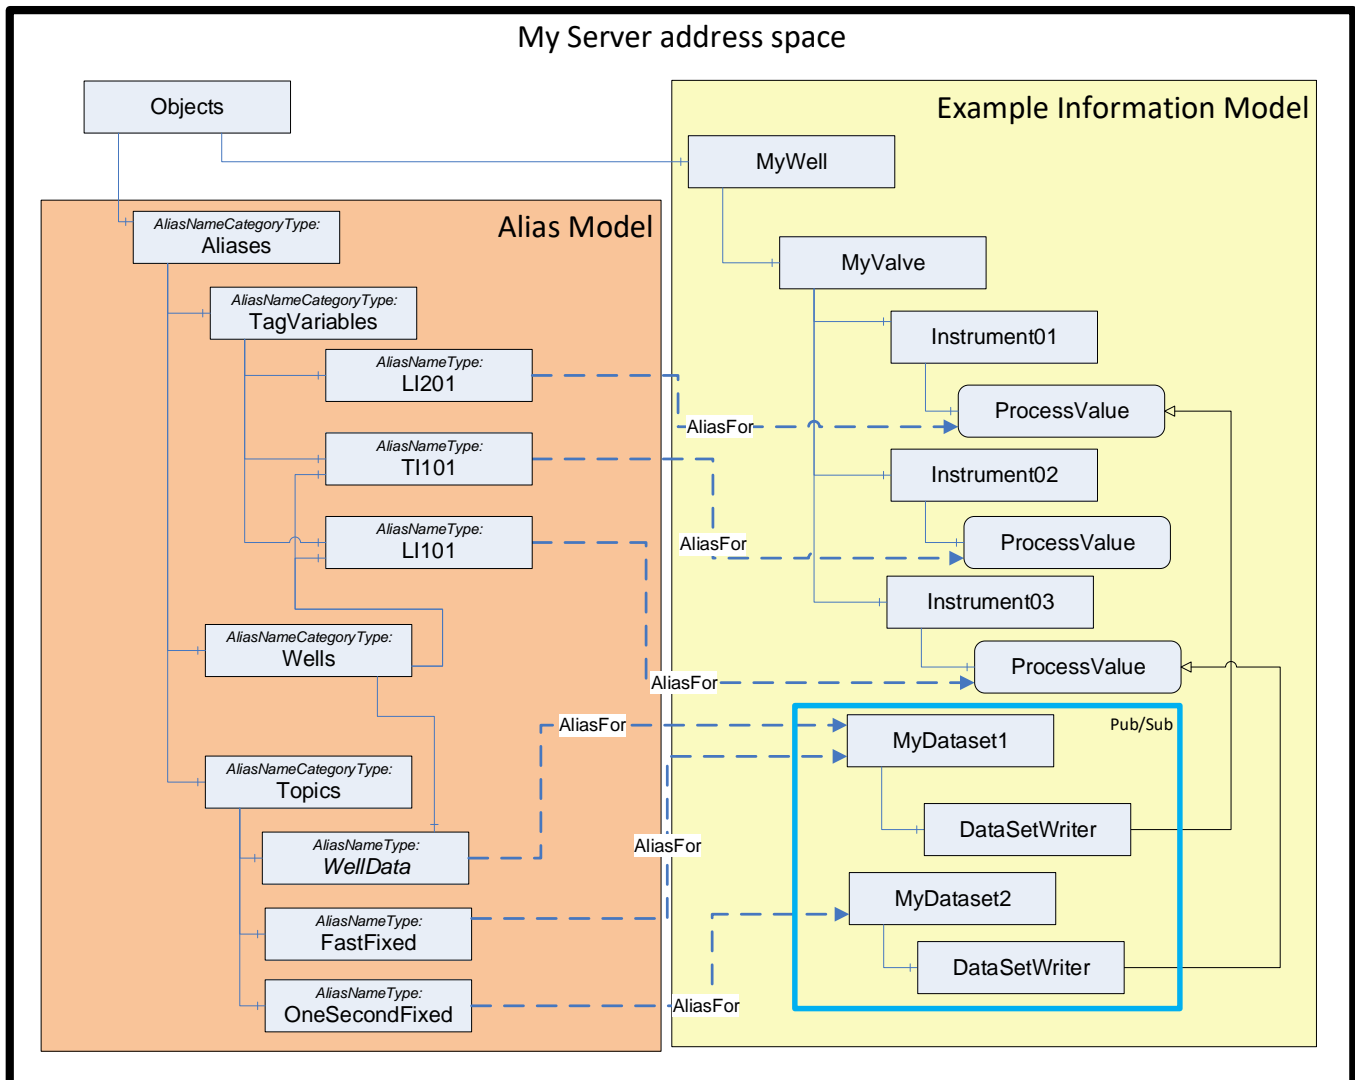 My Server address space
Objects
Example Information Model
MyWell
Alias Model
AliasNameCategoryType:
Aliases
MyValve
AliasNameCategoryType:
TagVariables
Instrument01
AliasNameType:
LI201
ProcessValue
AliasFor
AliasNameType:
TI101
Instrument02
AliasNameType:
LI101
AliasFor
ProcessValue
Instrument03
AliasNameCategoryType:
Wells
ProcessValue
AliasFor
AliasFor
Pub/Sub
MyDataset1
AliasNameCategoryType:
Topics
DataSetWriter
AliasNameType:
WellData
AliasFor
MyDataset2
AliasNameType:
FastFixed
DataSetWriter
AliasNameType:
OneSecondFixed
AliasFor